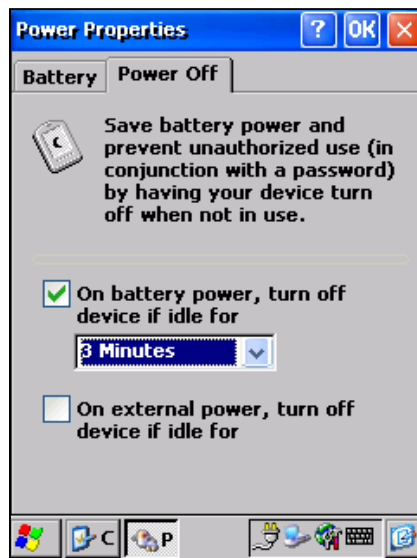 Power Properties ? OK ×
Battery Power Off
Save battery power and
prevent unauthorized use (in
conjunction with a password)
by having your device turn
off when not in use.
On battery power, turn off
device if idle for
3 Minutes
On external power, turn off
device if idle for
C P